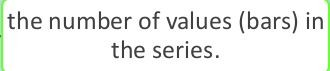 the number of values (bars) in
the series.